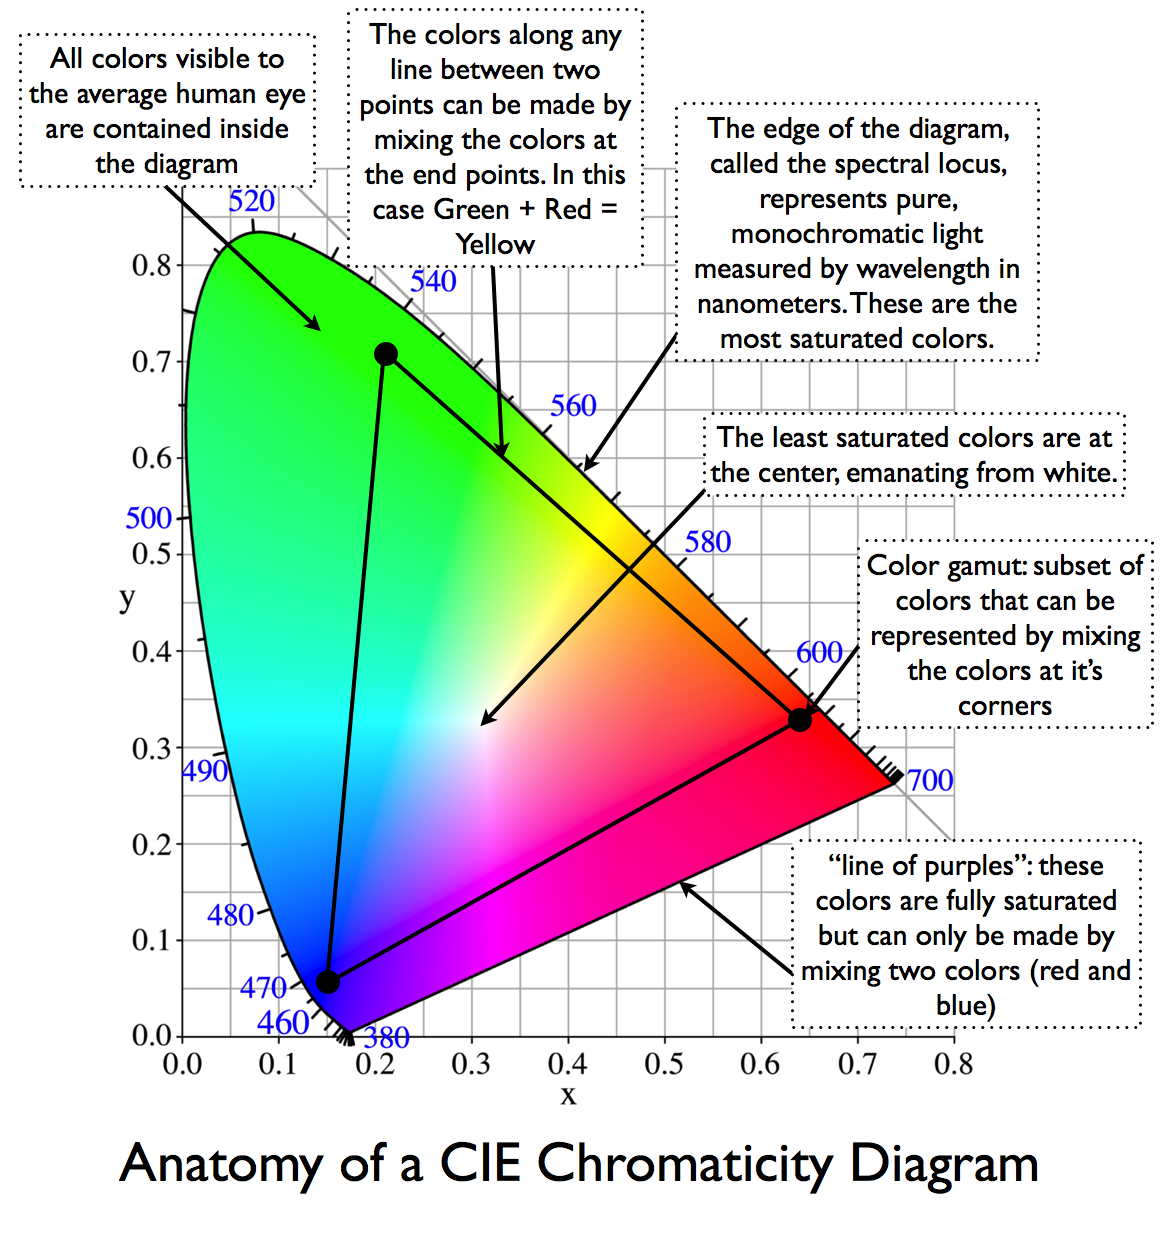 All colors visible to
the average human eye
are contained inside
the diagram
The colors along any
line between two
points can be made by
mixing the colors at
the end points. In this
case Green + Red =
Yellow
The edge of the diagram,
called the spectral locus,
represents pure,
monochromatic light
measured by wavelength in
nanometers. These are the
most saturated colors.
The least saturated colors are at
the center, emanating from white.
Color gamut: subset of
colors that can be
represented by mixing
the colors at it's
corners
"line of purples": these
colors are fully saturated
but can only be made by
mixing two colors (red and
blue)
520
540
560
580
600
700
500
490
480
470
460
380
0.8
0.7
0.6
0.5
y
0.4
0.3
0.2
0.1
0.0
0.0 0.1 0.2 0.3 0.4 0.5 0.6 0.7 0.8
x
Anatomy of a CIE Chromaticity Diagram